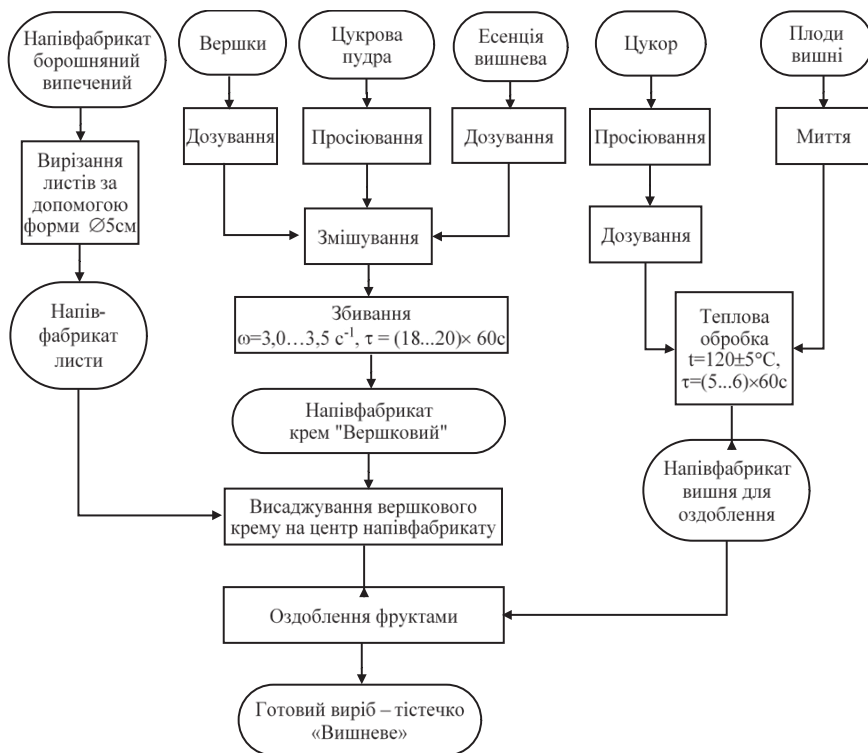 Напівфабрикат
борошняний
випечений
Вершки
Цукрова
пудра
Есенція
вишнева
Цукор
Плоди
вишні
Дозування
Просіювання
Дозування
Просіювання
Миття
Вирізання
листів за
допомогою
форми ∅5см
Змішування
Дозування
Напів-
фабрикат
листи
Збивання
ω=3,0…3,5 с⁻¹, τ = (18...20)× 60с
Теплова
обробка
t=120±5°С,
τ=(5...6)×60с
Напівфабрикат
крем "Вершковий"
Напівфабрикат
вишня для
оздоблення
Висаджування вершкового
крему на центр напівфабрикату
Оздоблення фруктами
Готовий виріб – тістечко
«Вишневе»